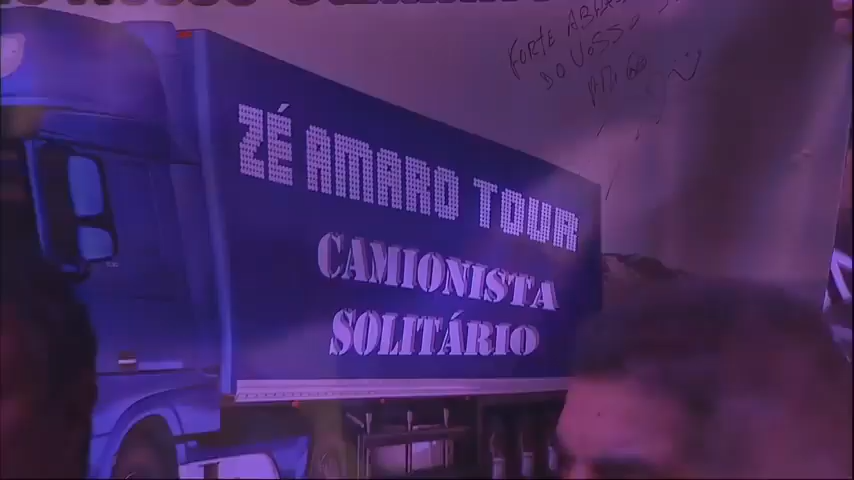 FORTE ABRAÇO
DO VOSSO
ZÉ AMARO TOUR
CAMIONISTA
SOLITÁRIO